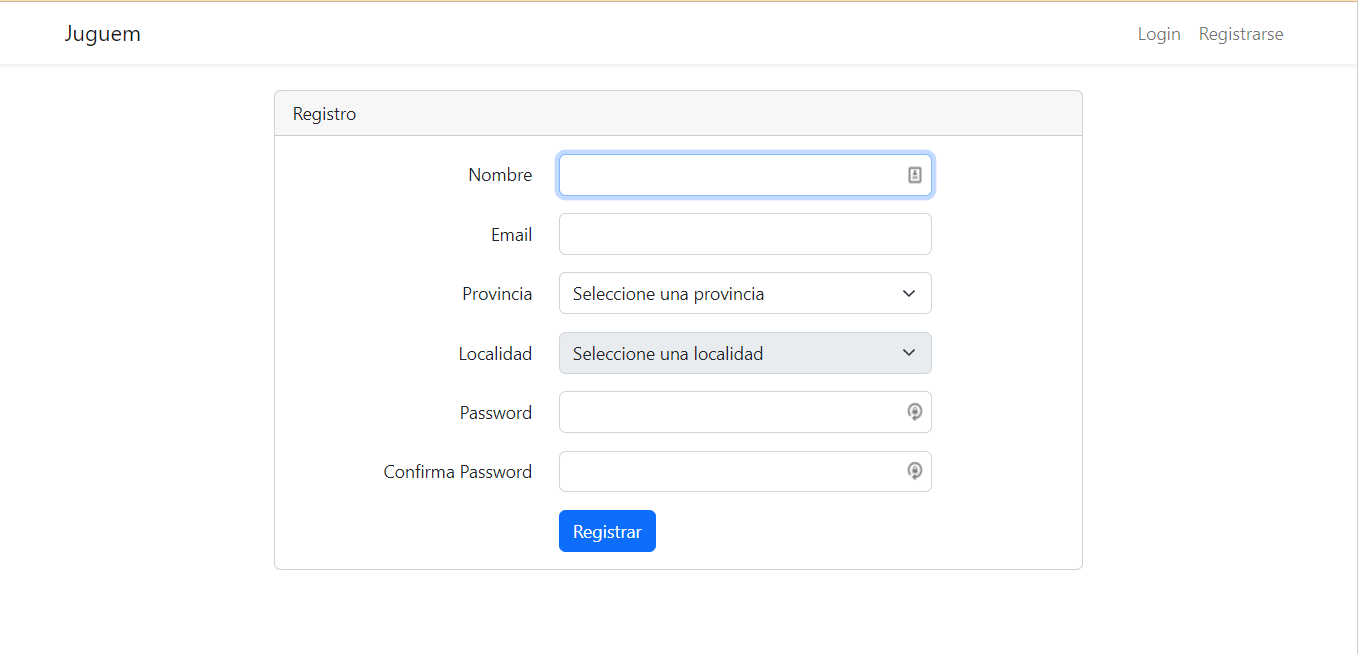 Juguem
Login Registrarse
Registro
Nombre
Email
Provincia Seleccione una provincia
Localidad Seleccione una localidad
Password
Confirma Password
Registrar